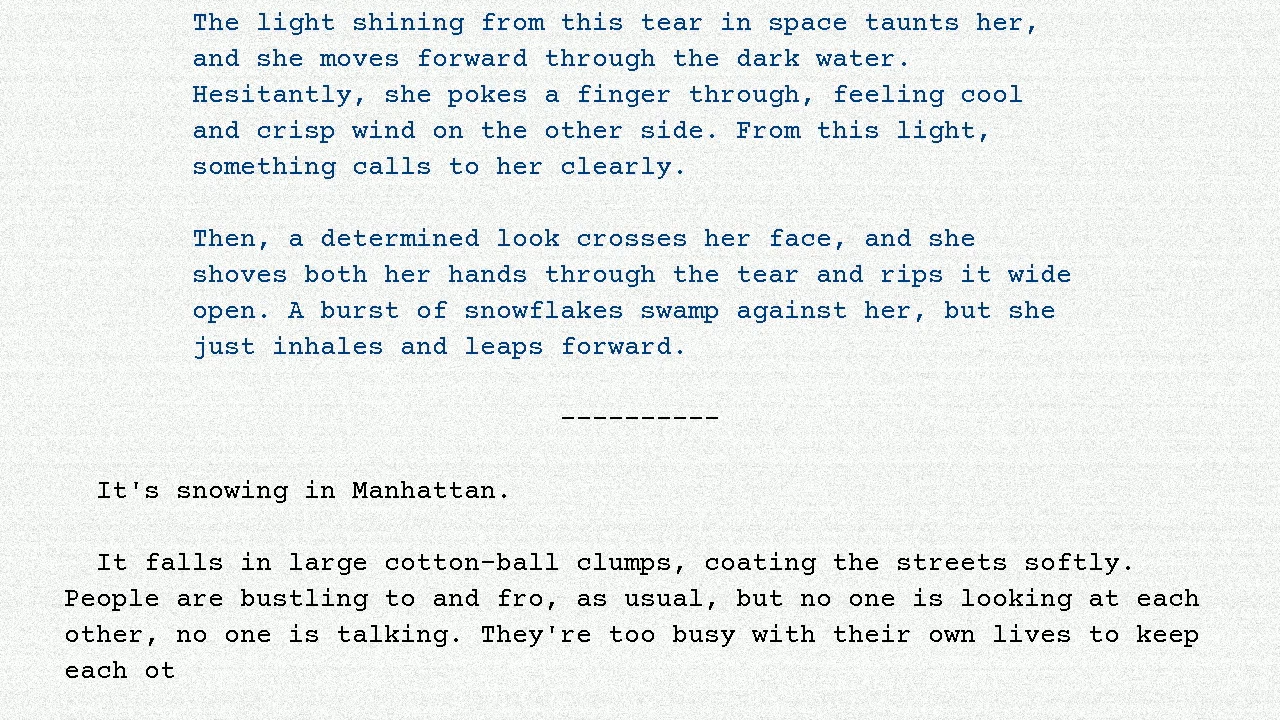 The light shining from this tear in space taunts her,
and she moves forward through the dark water.
Hesitantly, she pokes a finger through, feeling cool
and crisp wind on the other side. From this light,
something calls to her clearly.
Then, a determined look crosses her face, and she
shoves both her hands through the tear and rips it wide
open. A burst of snowflakes swamp against her, but she
just inhales and leaps forward.
----------
It's snowing in Manhattan.
It falls in large cotton-ball clumps, coating the streets softly.
People are bustling to and fro, as usual, but no one is looking at each
other, no one is talking. They're too busy with their own lives to keep
each ot